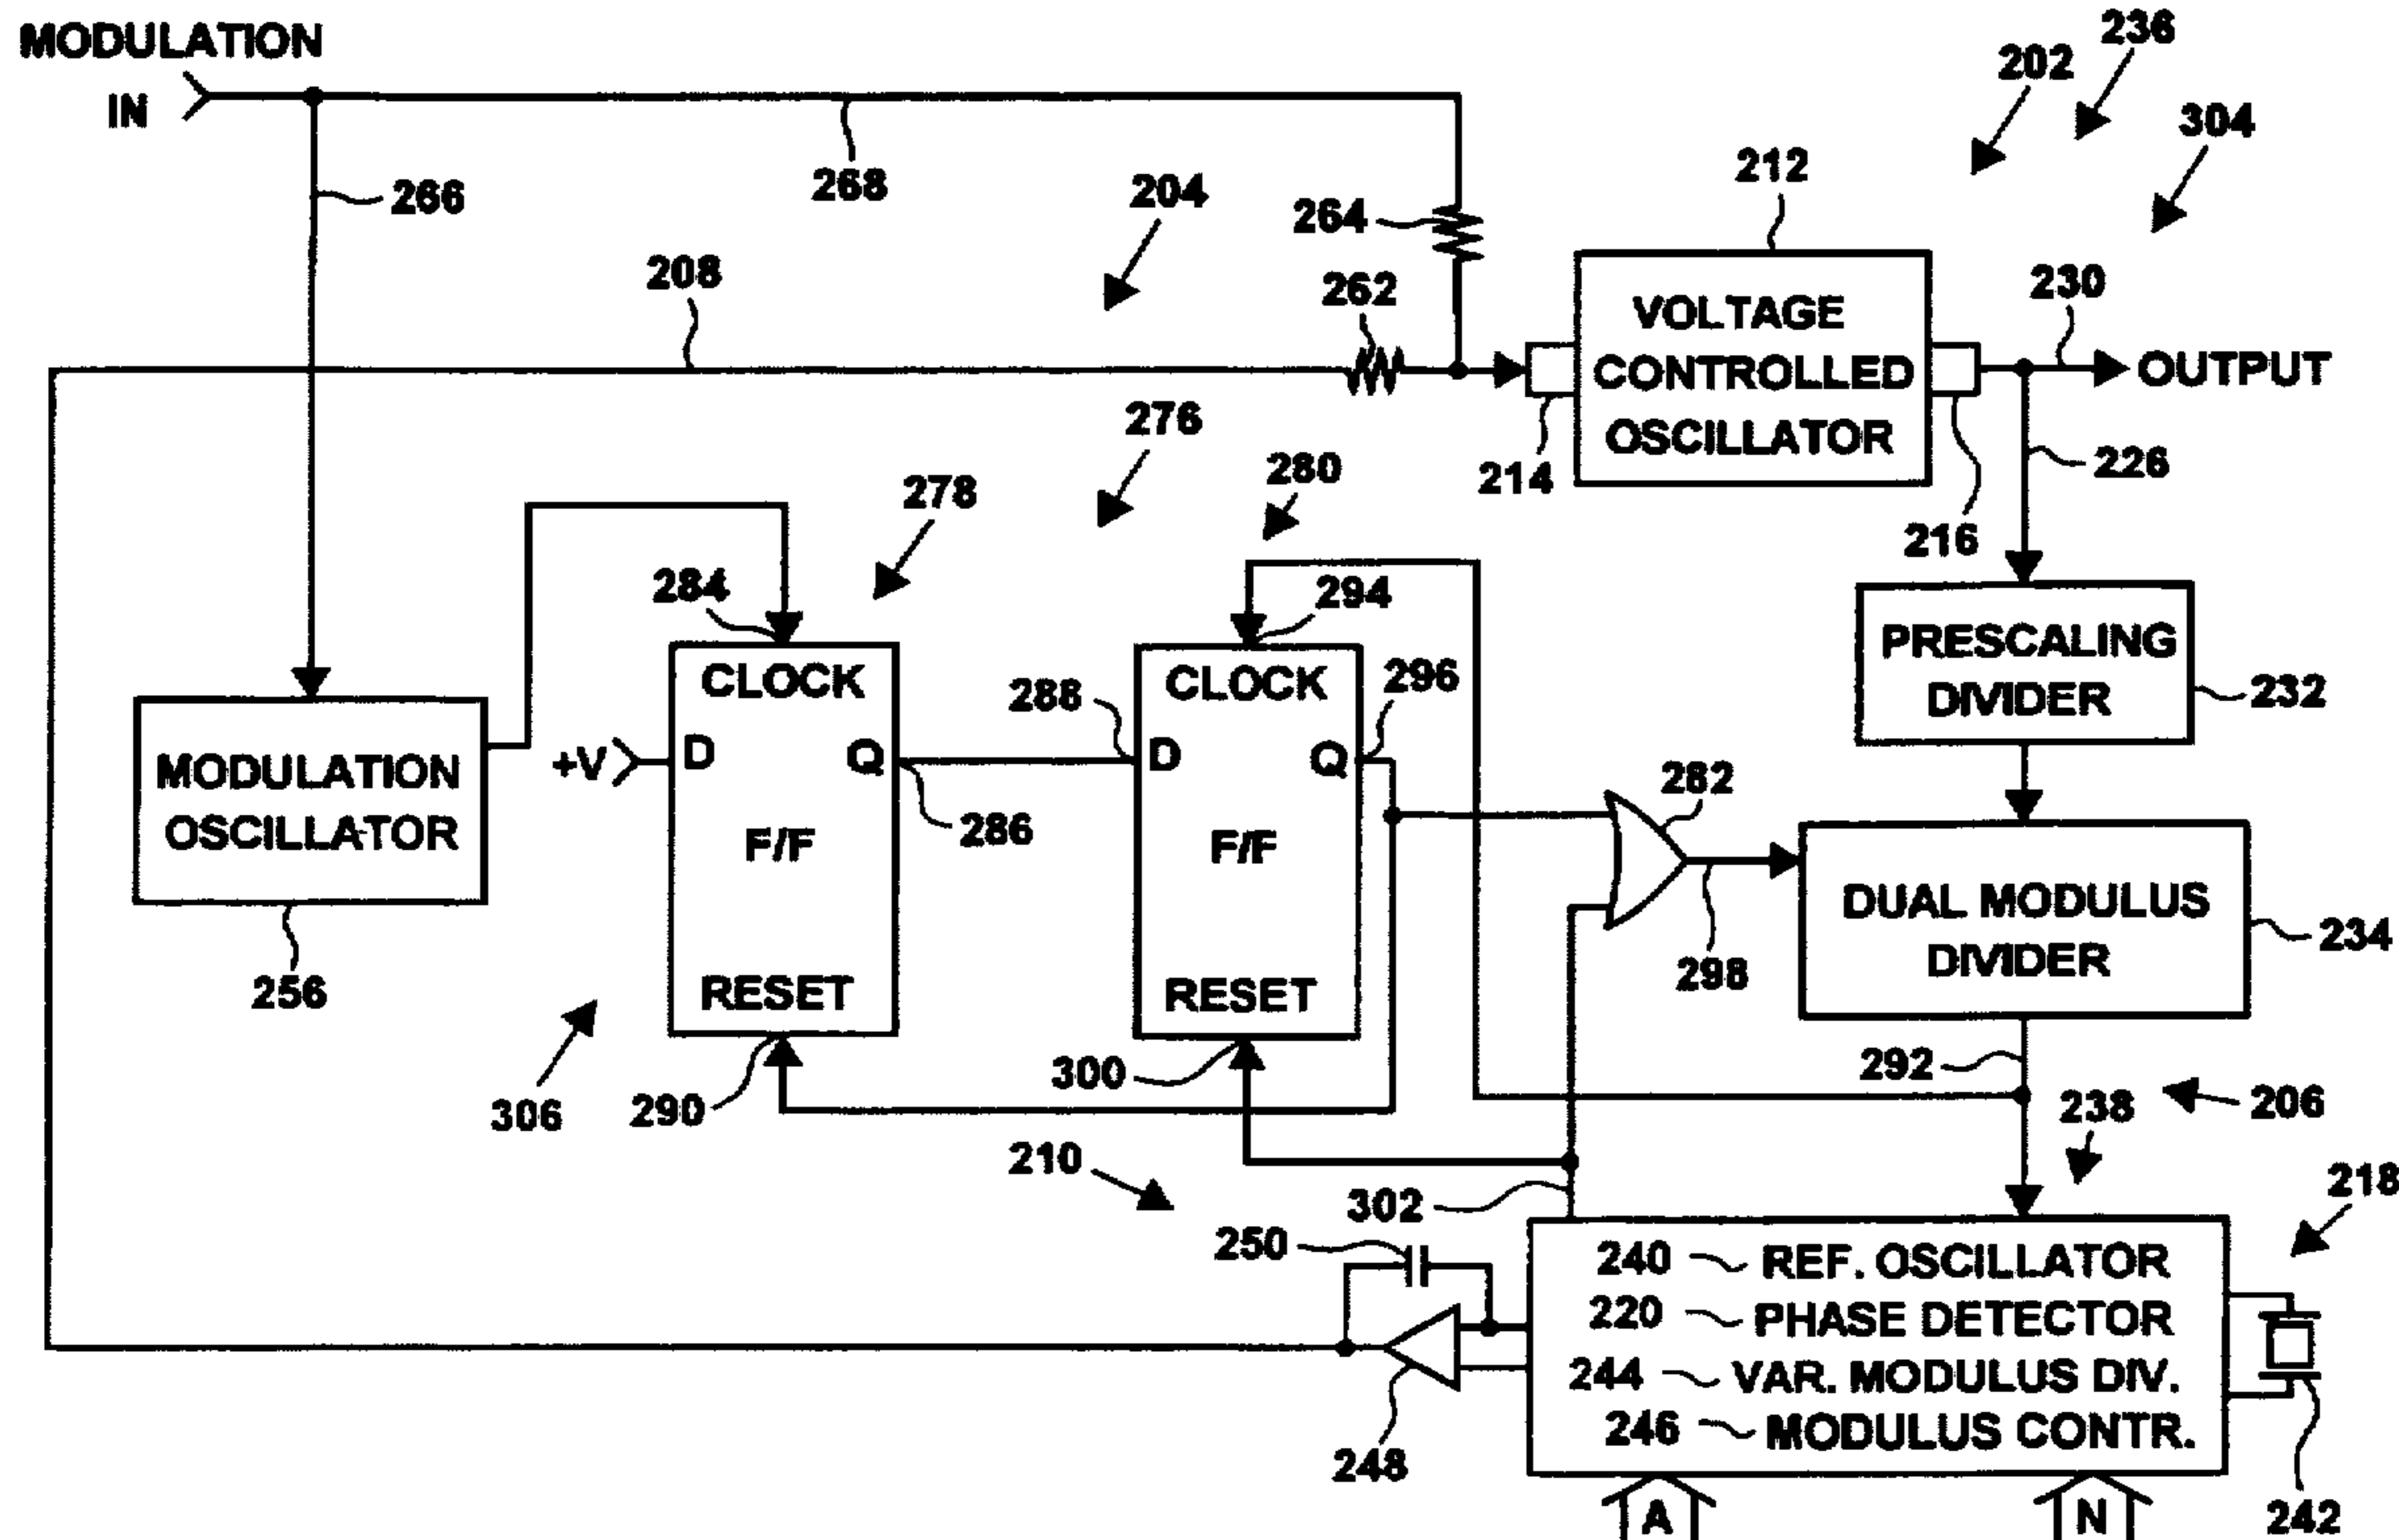 MODULATION
IN
236
202
304
266
268
204
264
212
208
262
230
VOLTAGE
CONTROLLED
OSCILLATOR
OUTPUT
276
278
280
214
226
216
284
294
PRESCALING
DIVIDER
232
CLOCK
CLOCK
288
296
+V
D
Q
D
Q
MODULATION
OSCILLATOR
282
F/F
286
F/F
DUAL MODULUS
DIVIDER
234
256
RESET
RESET
298
306
290
300
292
238
206
210
302
218
250
240 REF. OSCILLATOR
220 PHASE DETECTOR
244 VAR. MODULUS DIV.
246 MODULUS CONTR.
248
242
A
N